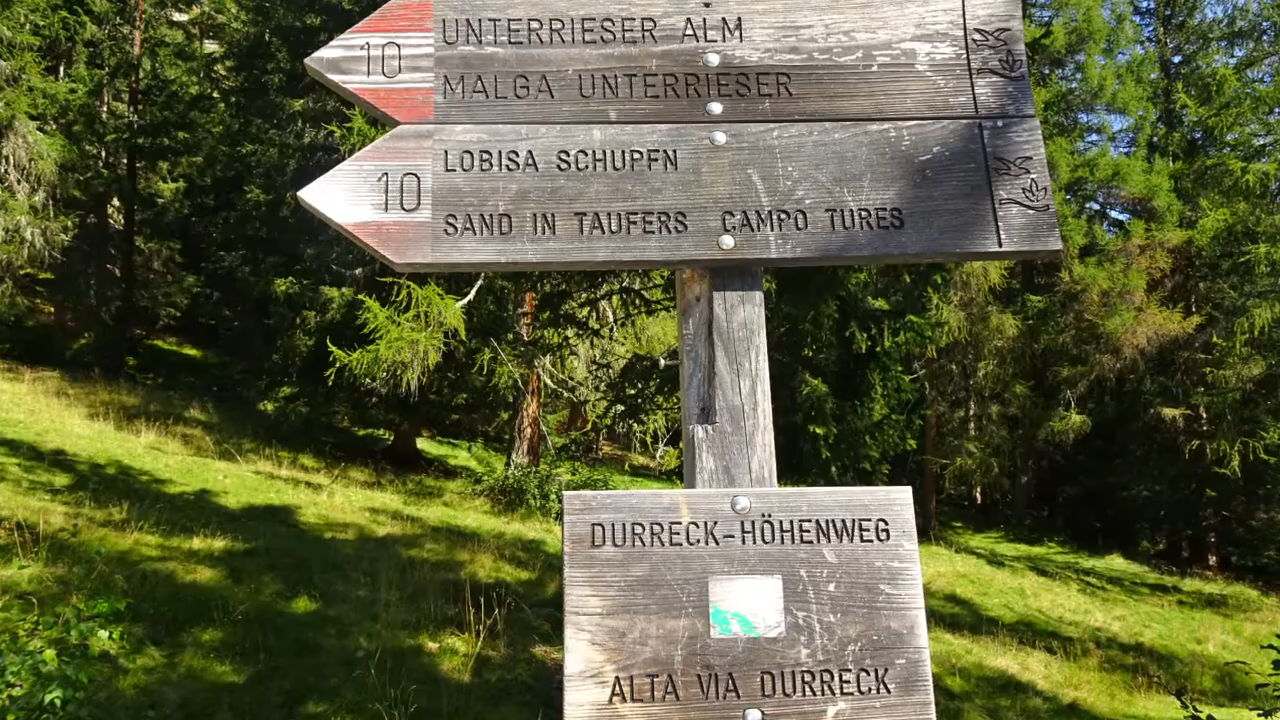 10
UNTERRIESER ALM
MALGA UNTERRIESER
10
LOBISA SCHUPFN
SAND IN TAUFERS CAMPO TURES
DURRECK-HÖHENWEG
ALTA VIA DURRECK